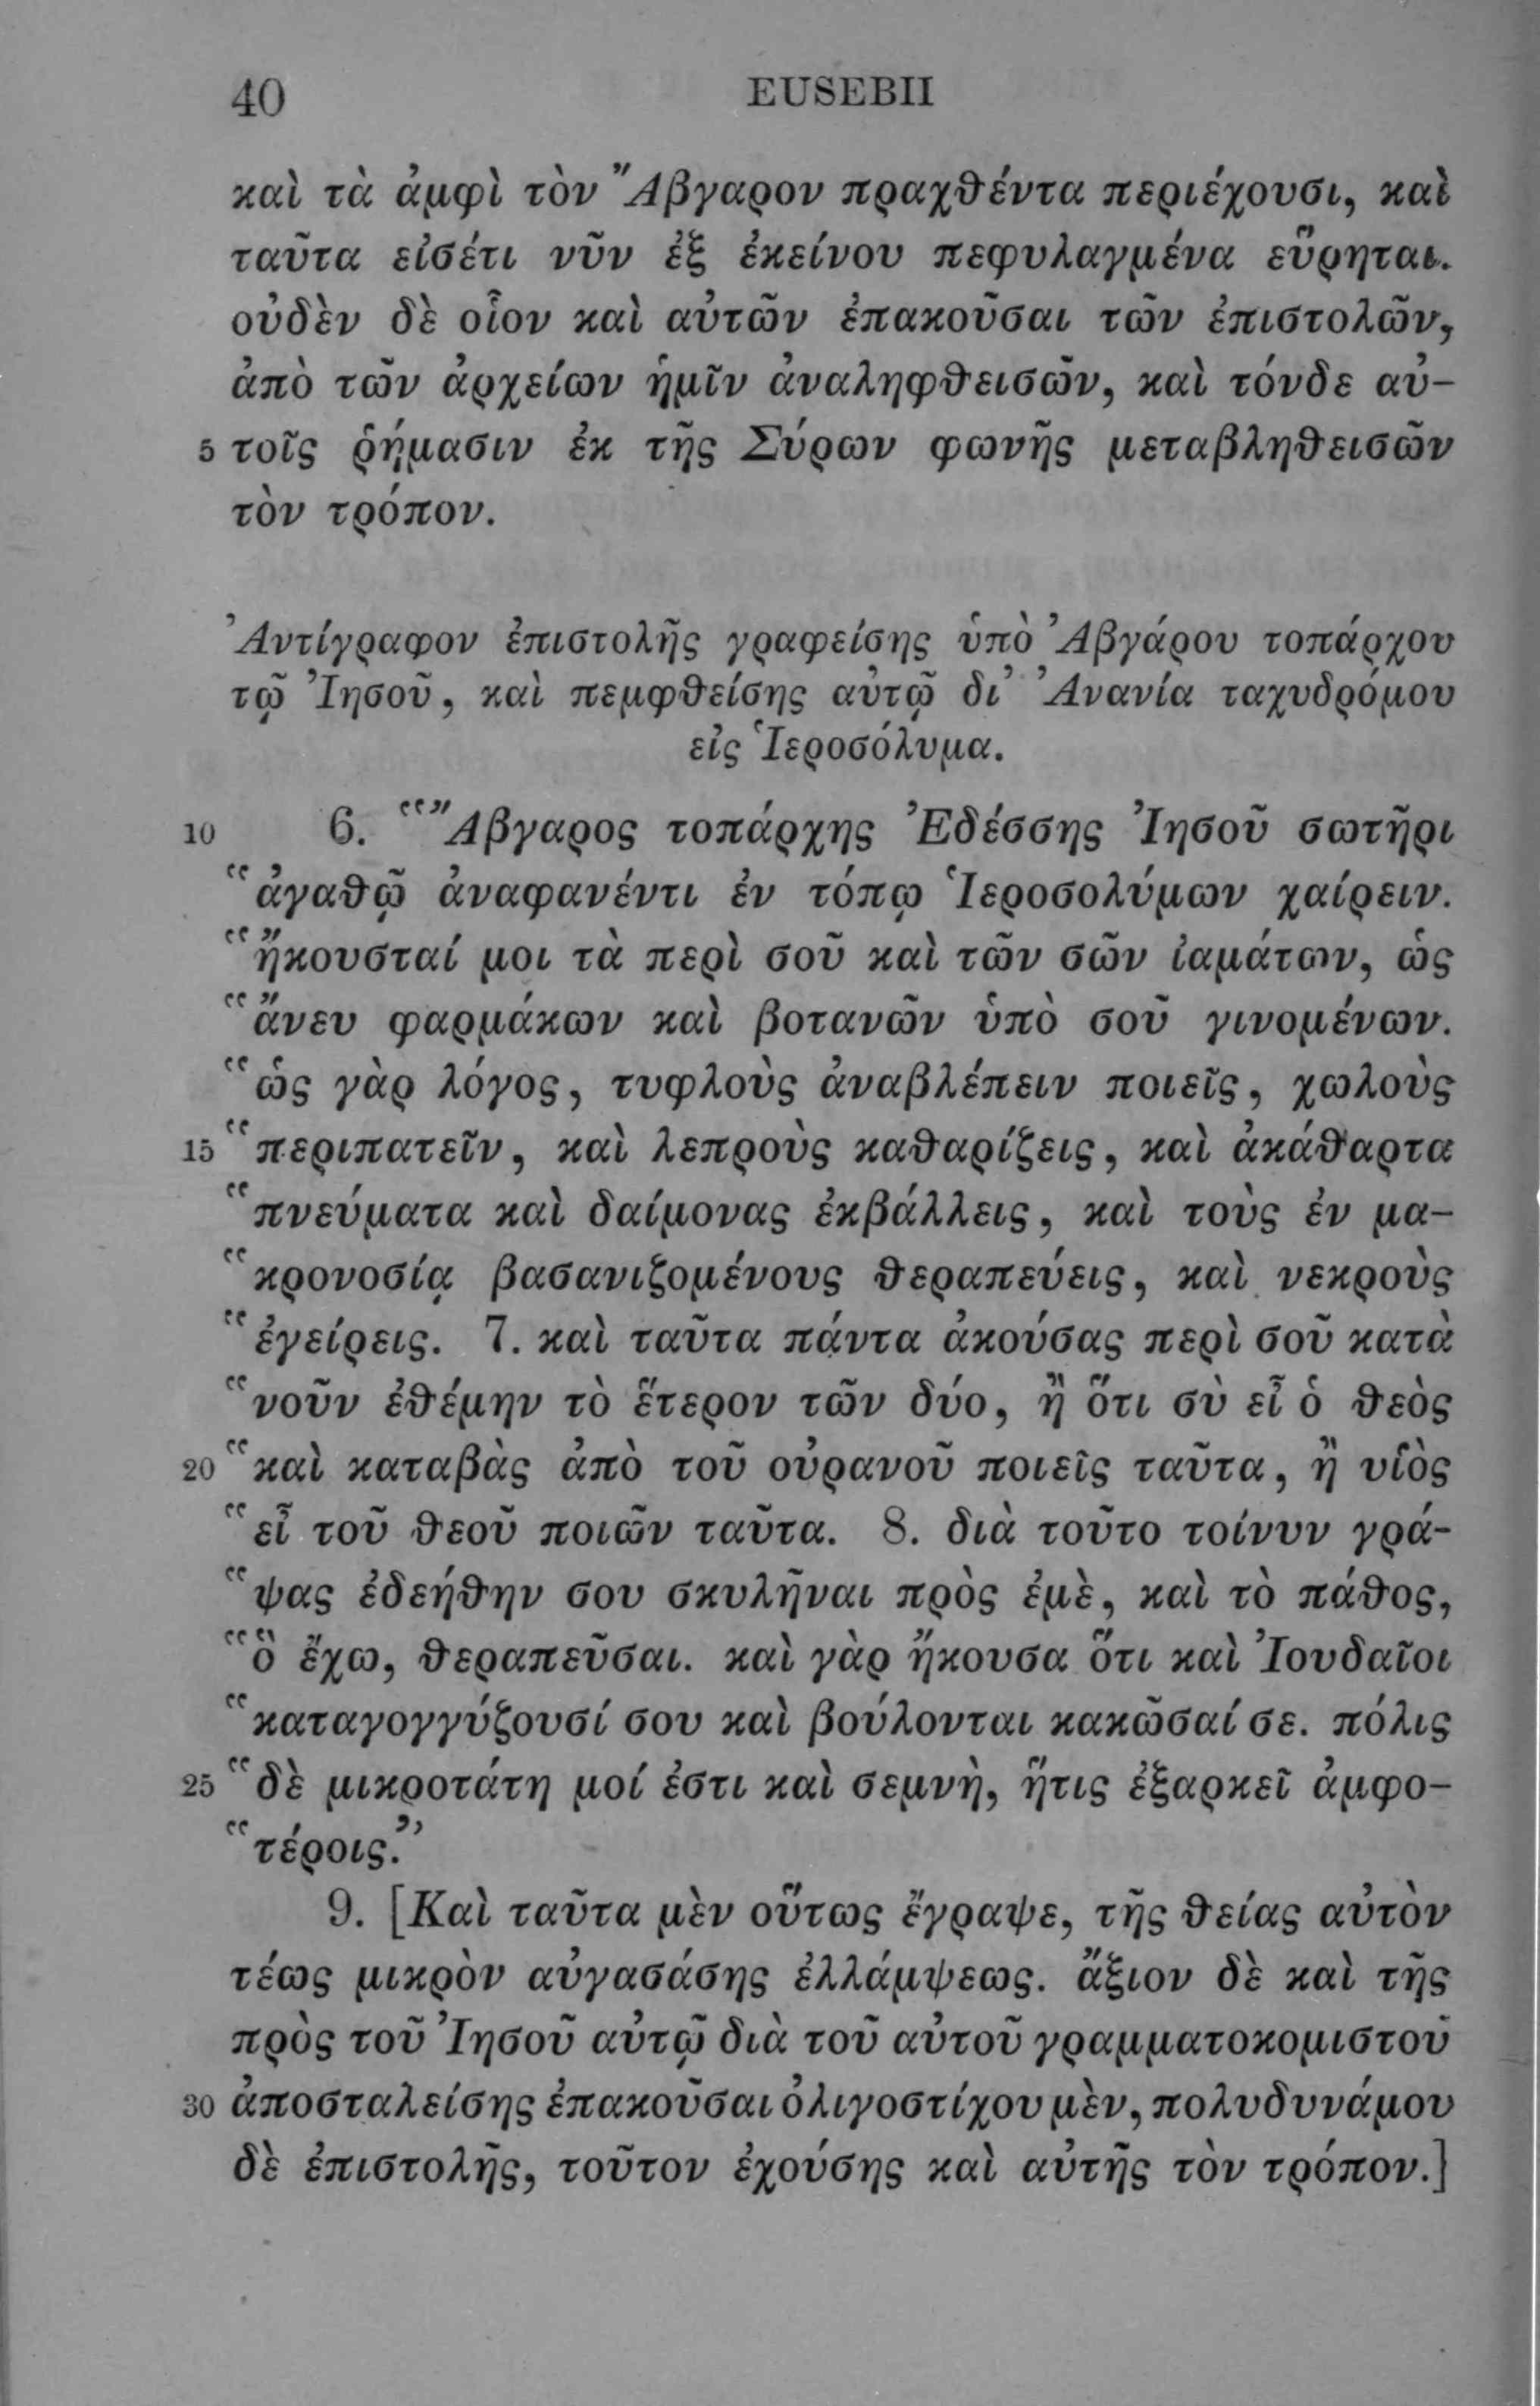 40 EUSEBII
καὶ τὰ ἀμφὶ τὸν Ἄβγαρον πραχθέντα περιέχουσι, καὶ
ταῦτα εἰσέτι νῦν ἐξ ἐκείνου πεφυλαγμένα εὕρηται.
οὐδὲν δὲ οἷον καὶ αὐτῶν ἐπακοῦσαι τῶν ἐπιστολῶν,
ἀπὸ τῶν ἀρχείων ἡμῖν ἀναληφθεισῶν, καὶ τόνδε αὐ-
5 τοῖς ῥήμασιν ἐκ τῆς Σύρων φωνῆς μεταβληθεισῶν
τὸν τρόπον.
Ἀντίγραφον ἐπιστολῆς γραφείσης ὑπὸ Ἀβγάρου τοπάρχου
τῷ Ἰησοῦ, καὶ πεμφθείσης αὐτῷ δι’ Ἀνανία ταχυδρόμου
εἰς Ἱεροσόλυμα.
10 6. “Ἄβγαρος τοπάρχης Ἐδέσσης Ἰησοῦ σωτῆρι
“ἀγαθῷ ἀναφανέντι ἐν τόπῳ Ἱεροσολύμων χαίρειν.
“ἤκουσταί μοι τὰ περὶ σοῦ καὶ τῶν σῶν ἰαμάτων, ὡς
“ἄνευ φαρμάκων καὶ βοτανῶν ὑπὸ σοῦ γινομένων.
“ὡς γὰρ λόγος, τυφλοὺς ἀναβλέπειν ποιεῖς, χωλοὺς
15 “περιπατεῖν, καὶ λεπροὺς καθαρίζεις, καὶ ἀκάθαρτα
“πνεύματα καὶ δαίμονας ἐκβάλλεις, καὶ τοὺς ἐν μα-
“κρονοσίᾳ βασανιζομένους θεραπεύεις, καὶ νεκροὺς
“ἐγείρεις. 7. καὶ ταῦτα πάντα ἀκούσας περὶ σοῦ κατὰ
“νοῦν ἐθέμην τὸ ἕτερον τῶν δύο, ἢ ὅτι σὺ εἶ ὁ θεὸς
20 “καὶ καταβὰς ἀπὸ τοῦ οὐρανοῦ ποιεῖς ταῦτα, ἢ υἱὸς
“εἶ τοῦ θεοῦ ποιῶν ταῦτα. 8. διὰ τοῦτο τοίνυν γρά-
“ψας ἐδεήθην σου σκυλῆναι πρὸς ἐμὲ, καὶ τὸ πάθος,
“ὃ ἔχω, θεραπεῦσαι. καὶ γὰρ ἤκουσα ὅτι καὶ Ἰουδαῖοι
“καταγογγύζουσί σου καὶ βούλονται κακῶσαί σε. πόλις
25 “δὲ μικροτάτη μοί ἐστι καὶ σεμνὴ, ἥτις ἐξαρκεῖ ἀμφο-
“τέροις.”
9. [Καὶ ταῦτα μὲν οὕτως ἔγραψε, τῆς θείας αὐτὸν
τέως μικρὸν αὐγασάσης ἐλλάμψεως. ἄξιον δὲ καὶ τῆς
πρὸς τοῦ Ἰησοῦ αὐτῷ διὰ τοῦ αὐτοῦ γραμματοκομιστοῦ
30 ἀποσταλείσης ἐπακοῦσαι ὀλιγοστίχου μὲν, πολυδυνάμου
δὲ ἐπιστολῆς, τοῦτον ἐχούσης καὶ αὐτῆς τὸν τρόπον.]